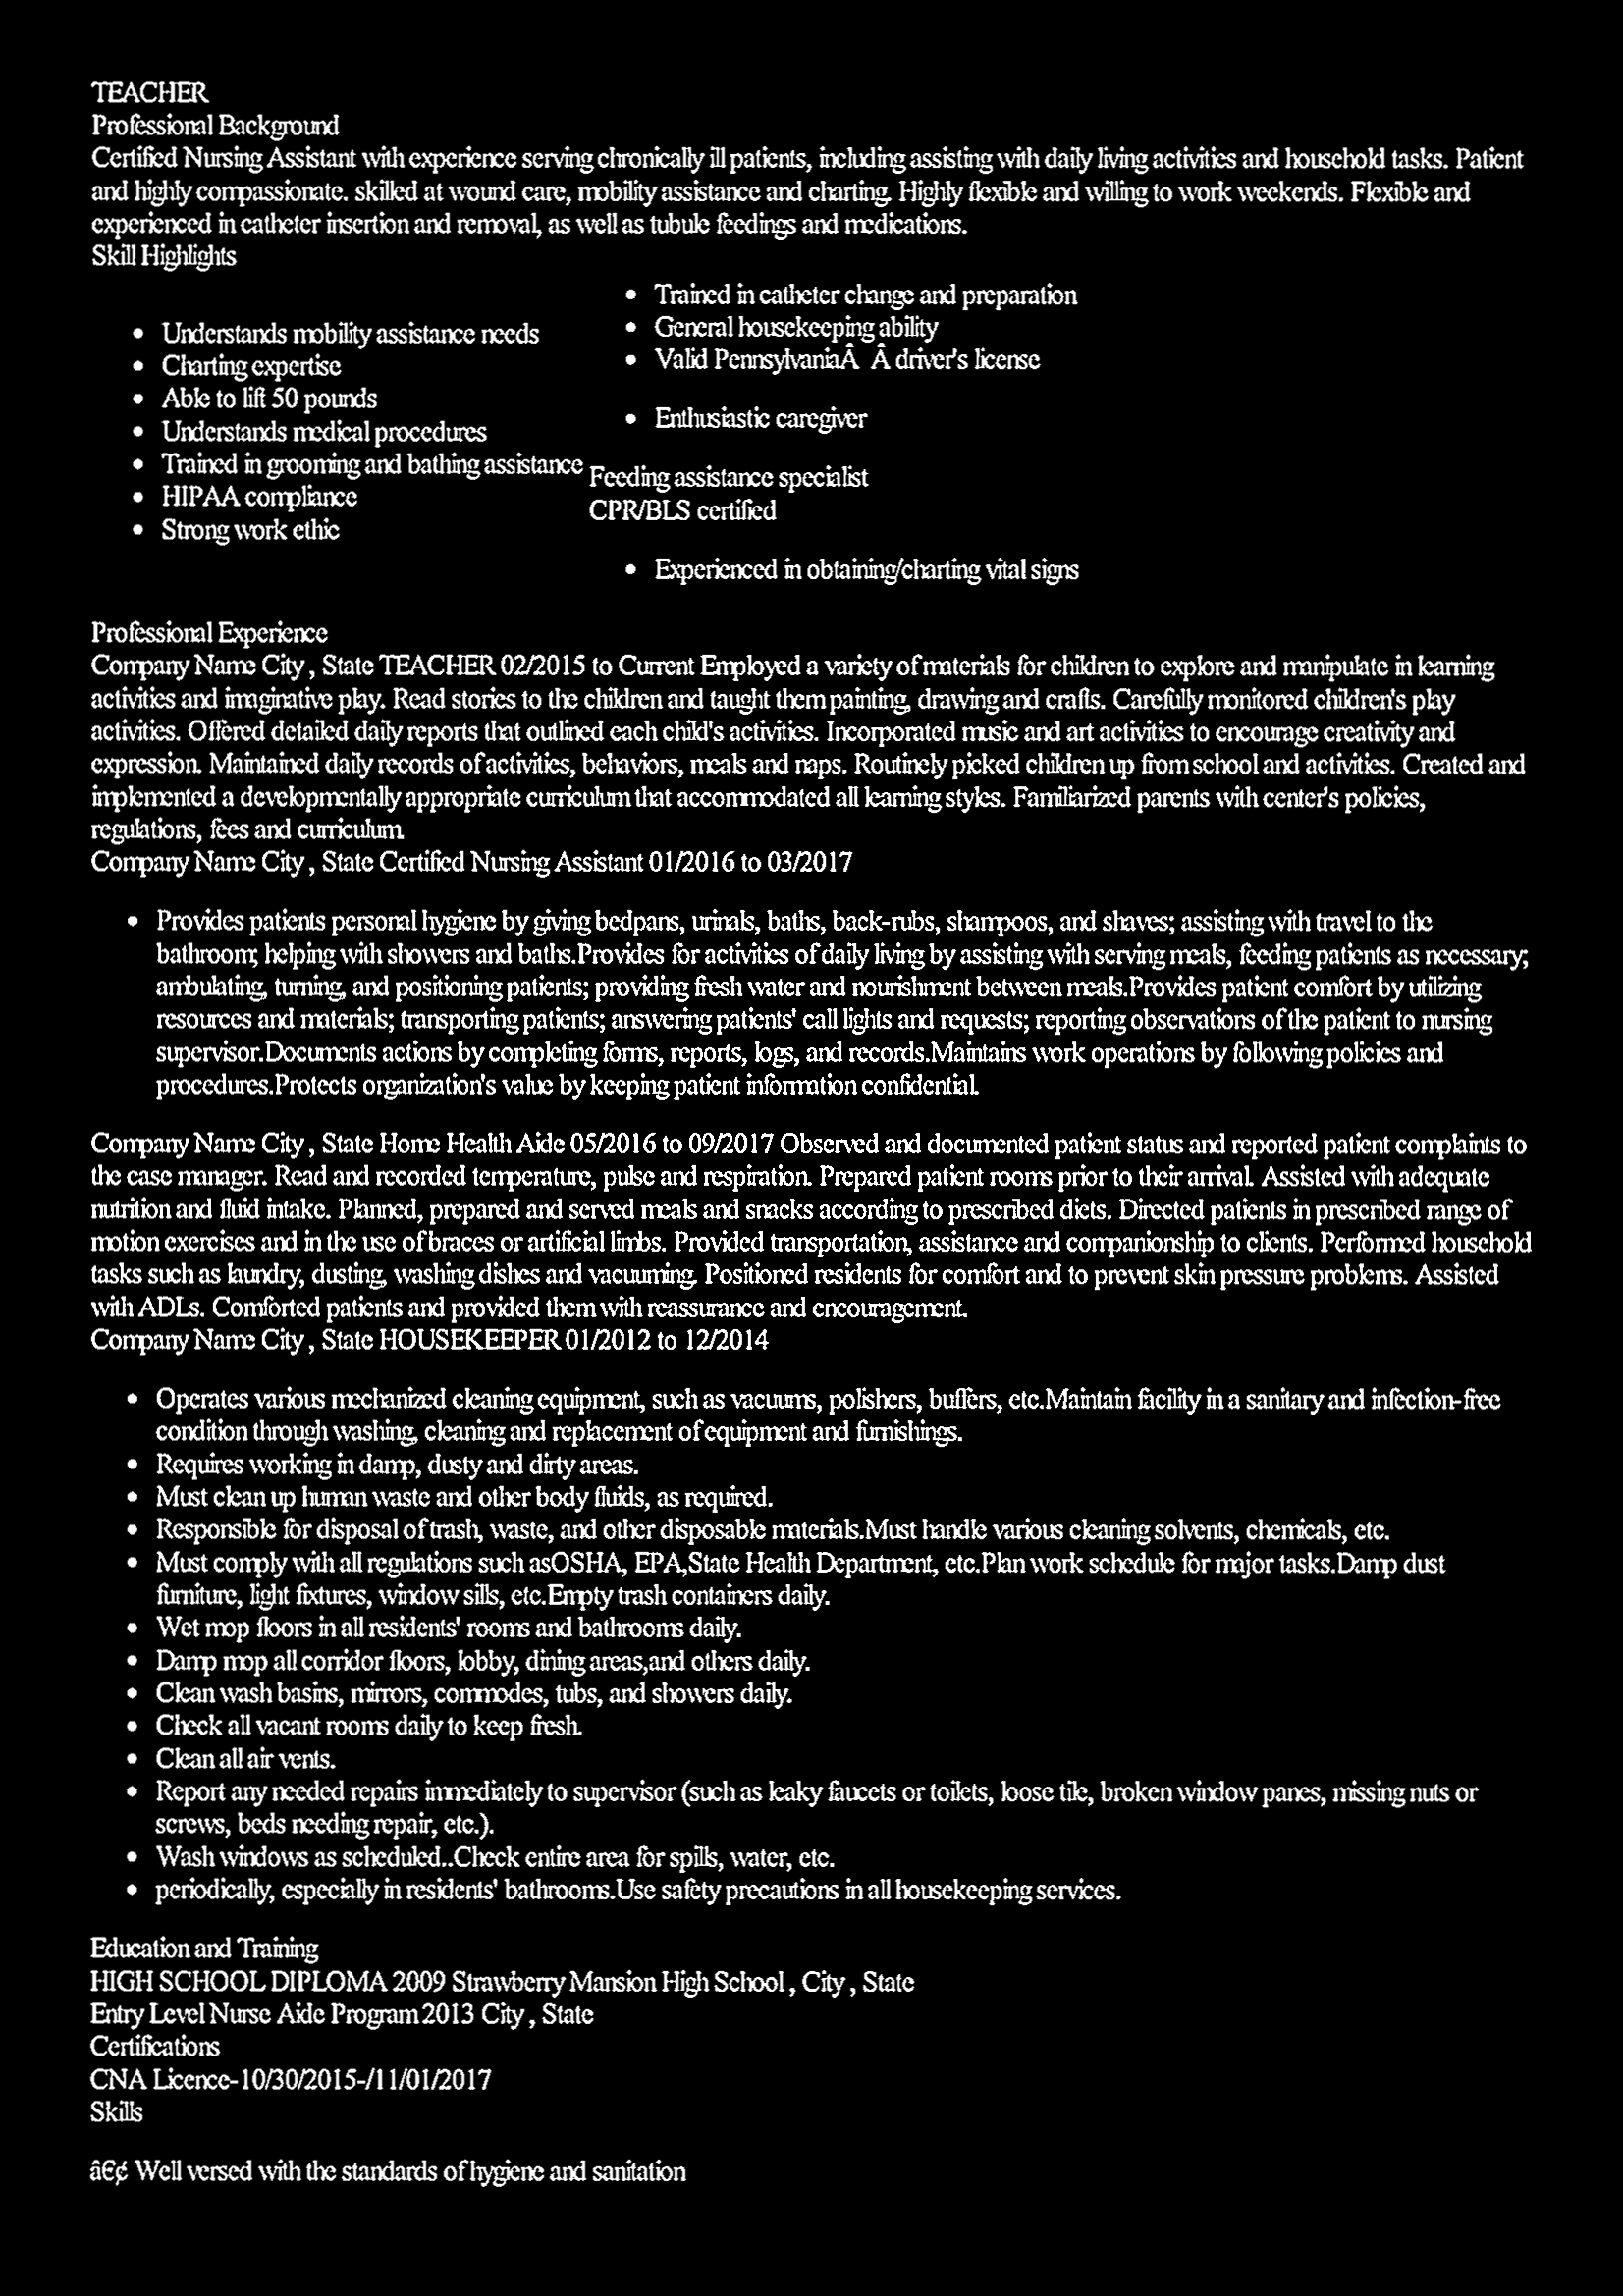 TEACHER
Professional Background
Certified Nursing Assistant with experience serving chronically ill patients, including assisting with daily living activities and household tasks. Patient
and highly compassionate. skilled at wound care, mobility assistance and charting. Highly flexible and willing to work weekends. Flexible and
experienced in catheter insertion and removal, as well as tubule feedings and medications.
Skill Highlights
• Understands mobility assistance needs
• Charting expertise
• Able to lift 50 pounds
• Understands medical procedures
• Trained in grooming and bathing assistance
• HIPAA compliance
• Strong work ethic
• Trained in catheter change and preparation
• General housekeeping ability
• Valid PennsylvaniaÂ Â driver's license
• Enthusiastic caregiver
Feeding assistance specialist
CPR/BLS certified
• Experienced in obtaining/charting vital signs
Professional Experience
Company Name City , State TEACHER 02/2015 to Current Employed a variety of materials for children to explore and manipulate in learning
activities and imaginative play. Read stories to the children and taught them painting, drawing and crafts. Carefully monitored children's play
activities. Offered detailed daily reports that outlined each child's activities. Incorporated music and art activities to encourage creativity and
expression. Maintained daily records of activities, behaviors, meals and naps. Routinely picked children up from school and activities. Created and
implemented a developmentally appropriate curriculum that accommodated all learning styles. Familiarized parents with center's policies,
regulations, fees and curriculum.
Company Name City , State Certified Nursing Assistant 01/2016 to 03/2017
• Provides patients personal hygiene by giving bedpans, urinals, baths, back-rubs, shampoos, and shaves; assisting with travel to the
bathroom; helping with showers and baths.Provides for activities of daily living by assisting with serving meals, feeding patients as necessary;
ambulating, turning, and positioning patients; providing fresh water and nourishment between meals.Provides patient comfort by utilizing
resources and materials; transporting patients; answering patients' call lights and requests; reporting observations of the patient to nursing
supervisor.Documents actions by completing forms, reports, logs, and records.Maintains work operations by following policies and
procedures.Protects organization's value by keeping patient information confidential.
Company Name City , State Home Health Aide 05/2016 to 09/2017 Observed and documented patient status and reported patient complaints to
the case manager. Read and recorded temperature, pulse and respiration. Prepared patient rooms prior to their arrival. Assisted with adequate
nutrition and fluid intake. Planned, prepared and served meals and snacks according to prescribed diets. Directed patients in prescribed range of
motion exercises and in the use of braces or artificial limbs. Provided transportation, assistance and companionship to clients. Performed household
tasks such as laundry, dusting, washing dishes and vacuuming. Positioned residents for comfort and to prevent skin pressure problems. Assisted
with ADLs. Comforted patients and provided them with reassurance and encouragement.
Company Name City , State HOUSEKEEPER 01/2012 to 12/2014
• Operates various mechanized cleaning equipment, such as vacuums, polishers, buffers, etc.Maintain facility in a sanitary and infection-free
condition through washing, cleaning and replacement of equipment and furnishings.
• Requires working in damp, dusty and dirty areas.
• Must clean up human waste and other body fluids, as required.
• Responsible for disposal of trash, waste, and other disposable materials.Must handle various cleaning solvents, chemicals, etc.
• Must comply with all regulations such asOSHA, EPA,State Health Department, etc.Plan work schedule for major tasks.Damp dust
furniture, light fixtures, window sills, etc.Empty trash containers daily.
• Wet mop floors in all residents' rooms and bathrooms daily.
• Damp mop all corridor floors, lobby, dining areas,and others daily.
• Clean wash basins, mirrors, commodes, tubs, and showers daily.
• Check all vacant rooms daily to keep fresh.
• Clean all air vents.
• Report any needed repairs immediately to supervisor (such as leaky faucets or toilets, loose tile, broken window panes, missing nuts or
screws, beds needing repair, etc.).
• Wash windows as scheduled..Check entire area for spills, water, etc.
• periodically, especially in residents' bathrooms.Use safety precautions in all housekeeping services.
Education and Training
HIGH SCHOOL DIPLOMA 2009 Strawberry Mansion High School , City , State
Entry Level Nurse Aide Program 2013 City , State
Certifications
CNA Licence-10/30/2015-/11/01/2017
Skills
â€¢ Well versed with the standards of hygiene and sanitation